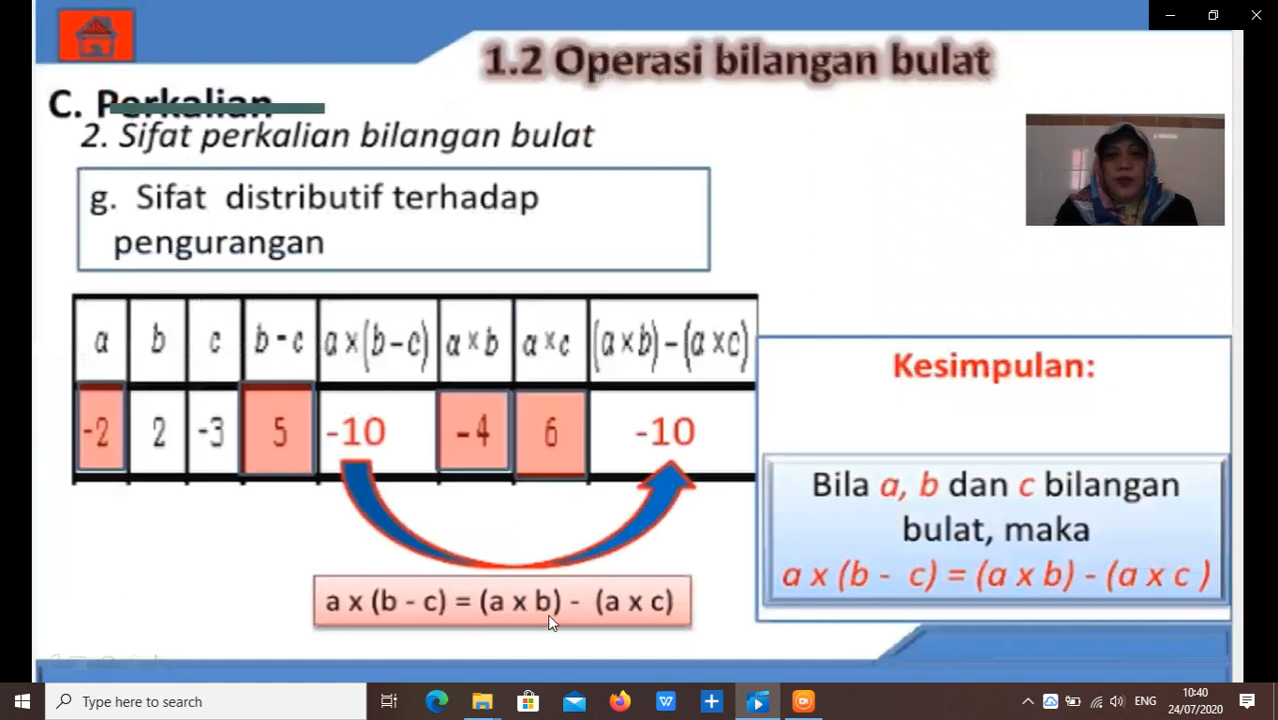 1.2 Operasi bilangan bulat
C. Perkalian
2. Sifat perkalian bilangan bulat
g. Sifat distributif terhadap
pengurangan
a b c b - c a × (b - c) a × b a × c (a × b) - (a × c)
-2 2 -3 5 -10 -4 6 -10
a x (b - c) = (a x b) - (a x c)
Kesimpulan:
Bila a, b dan c bilangan
bulat, maka
a x (b - c) = (a x b) - (a x c )
Type here to search
ENG
10:40
24/07/2020